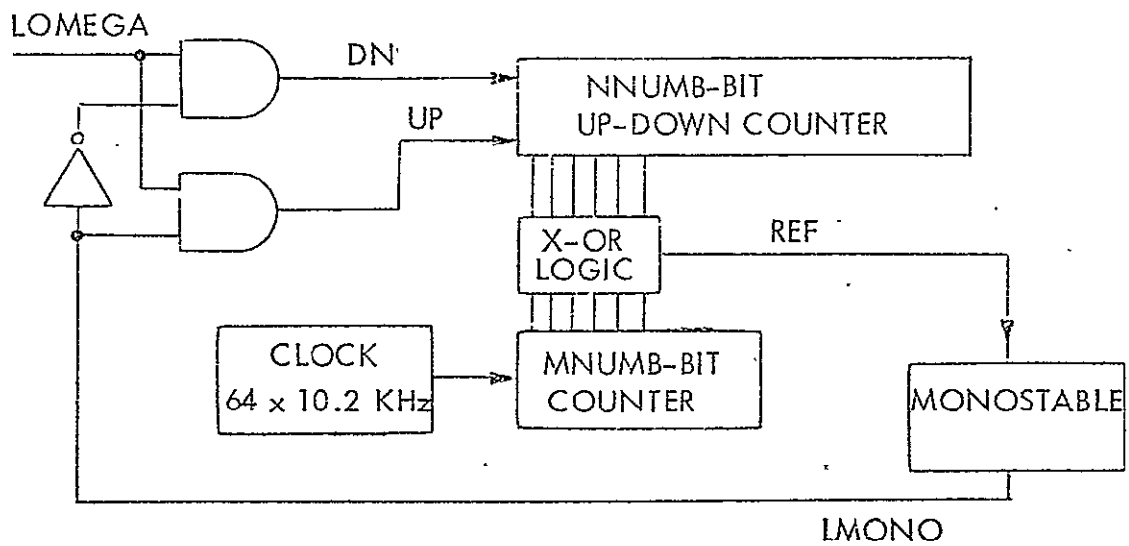 LOMEGA
DN
UP
NNUMB-BIT
UP-DOWN COUNTER
X-OR
LOGIC
REF
CLOCK
64 x 10.2 KHz
MNUMB-BIT
COUNTER
MONOSTABLE
LMONO